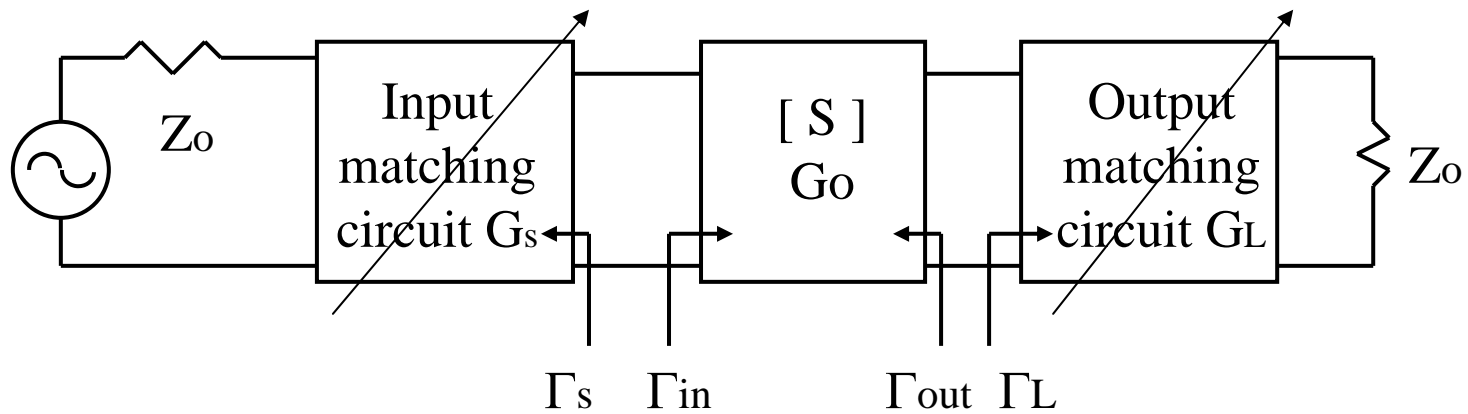 Zo
Input
matching
circuit Gs
[ S ]
Go
Output
matching
circuit GL
Zo
Γs
Γin
Γout
ΓL